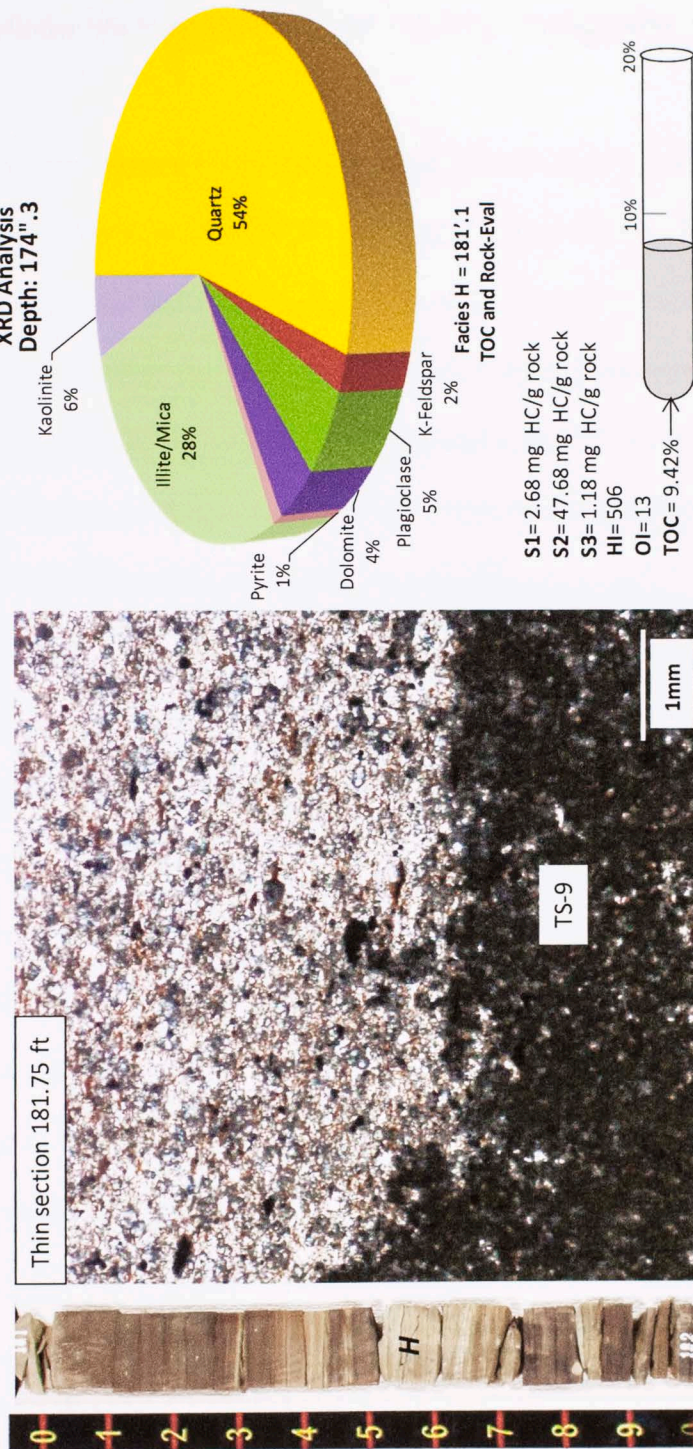 0
1
2
3
4
5
6
7
8
9
H
Thin section 181.75 ft
TS-9
1mm
XRD Analysis
Depth: 174".3
Kaolinite
6%
Illite/Mica
28%
Quartz
54%
Pyrite
1%
Dolomite
4%
Plagioclase
5%
K-Feldspar
2%
Facies H = 181'.1
TOC and Rock-Eval
S1= 2.68 mg HC/g rock
S2= 47.68 mg HC/g rock
S3= 1.18 mg HC/g rock
HI= 506
OI= 13
TOC = 9.42%
10%
20%